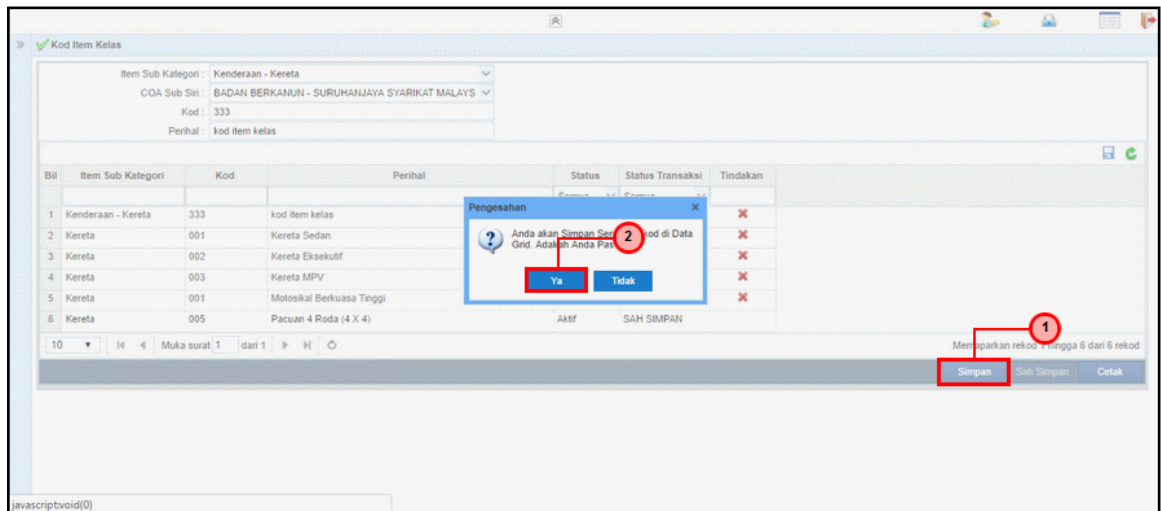 Kod Item Kelas
Item Sub Kategori : Kenderaan - Kereta
COA Sub Siri : BADAN BERKANUN - SURUHANJAYA SYARIKAT MALAYS
Kod : 333
Perihal : kod item kelas
Bil Item Sub Kategori Kod Perihal Status Status Transaksi Tindakan
Semua Semua
1 Kenderaan - Kereta 333 kod item kelas
2 Kereta 001 Kereta Sedan
3 Kereta 002 Kereta Eksekutif
4 Kereta 003 Kereta MPV
5 Kereta 001 Motosikal Berkuasa Tinggi
6 Kereta 005 Pacuan 4 Roda (4 X 4) Aktif SAH SIMPAN
Pengesahan
Anda akan Simpan di Data
Grid. Adakah Anda
2
Ya Tidak
1
10 Muka surat 1 dari 1 Memaparkan rekod 1 hingga 6 dari 6 rekod
Simpan Sah Simpan Cetak
javascript:void(0)